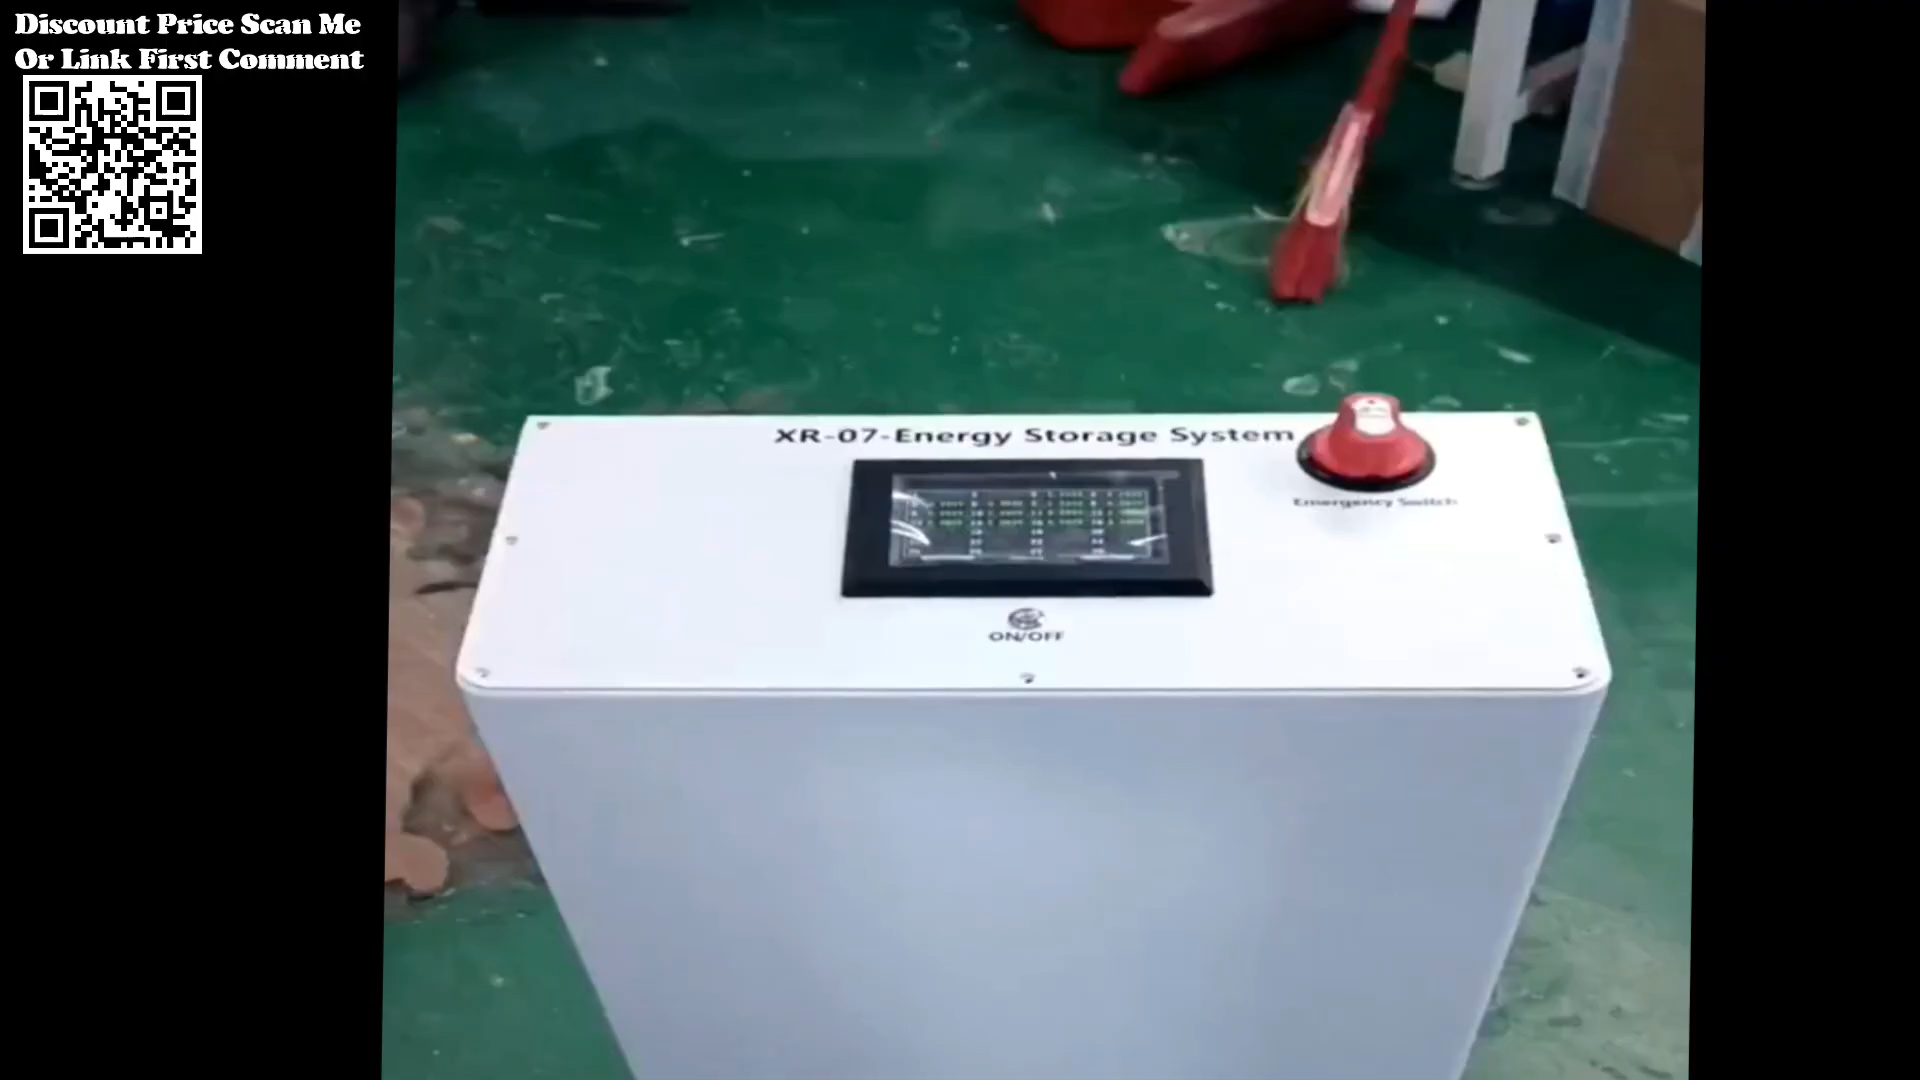 Discount Price Scan Me
Or Link First Comment
XR-07-Energy Storage System
Emergency Switch
ON/OFF